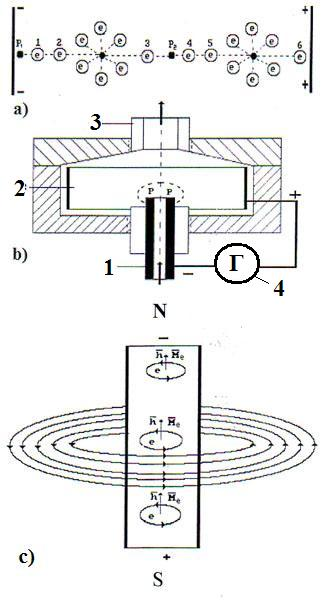 − +
P₁ 1 2 e e e e e e e e 3 P₂ 4 5 e e e e e e 6
− +
a)
3
2
P P
+
1 − Γ
b) 4
N
−
h̄ M̄e
e
h̄ M̄e
e
h̄ M̄e
e
c) +
S